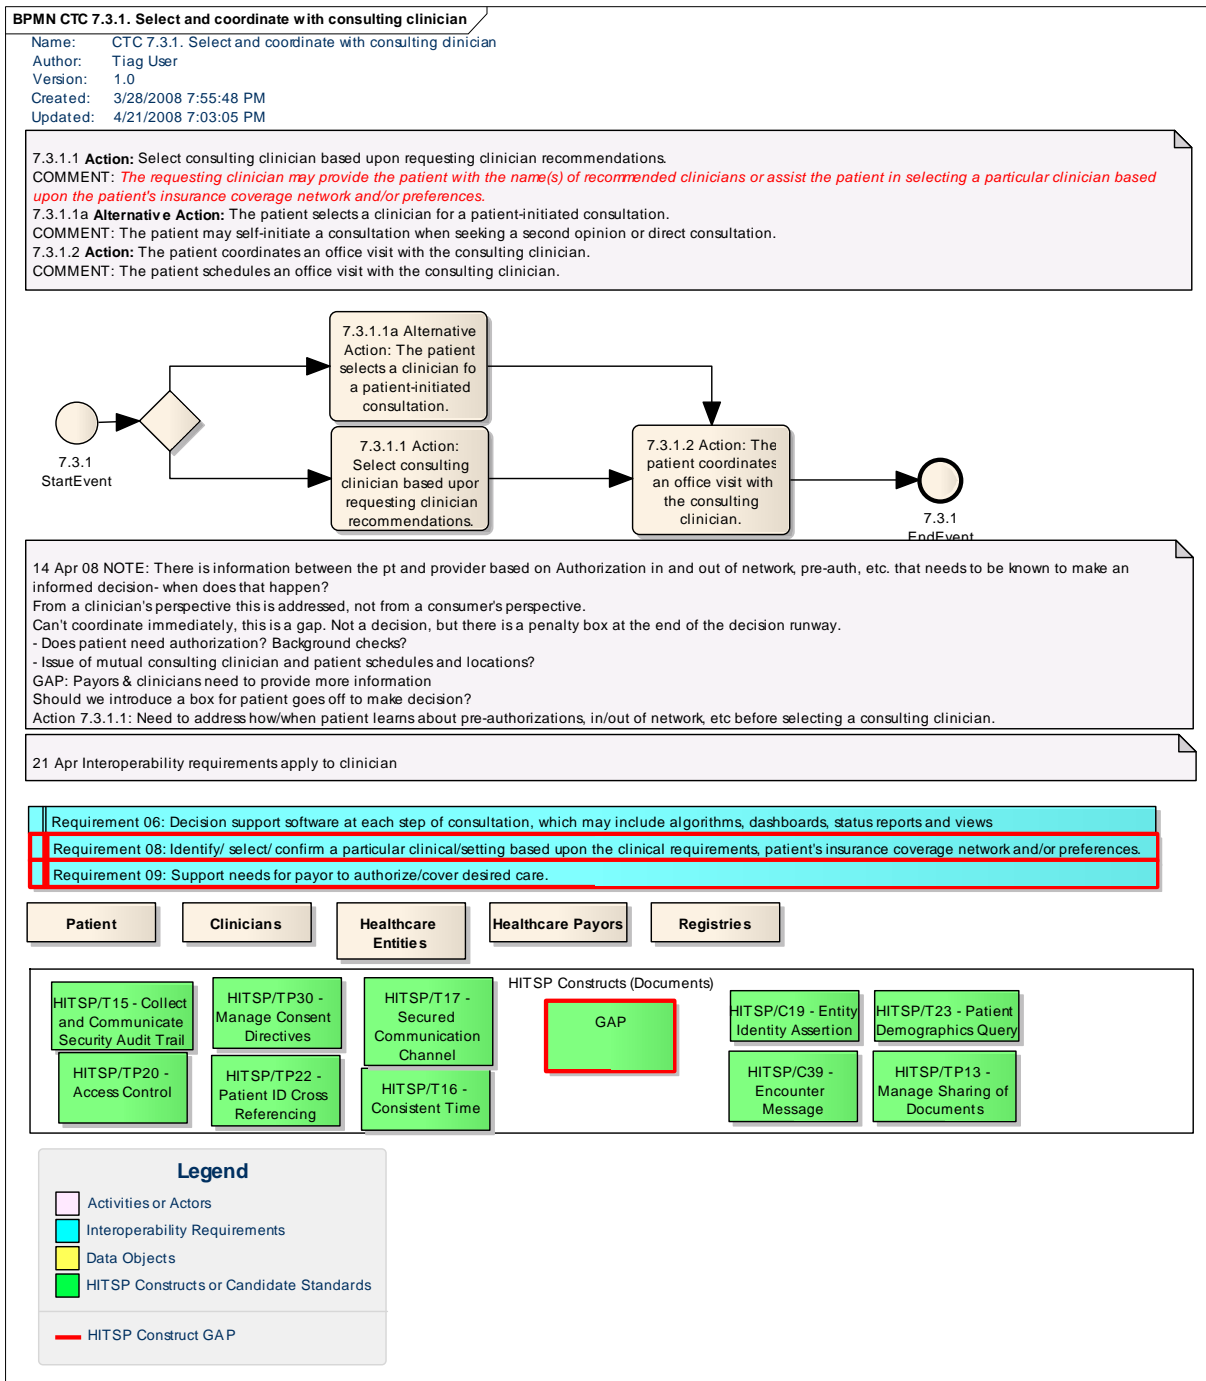 BPMN CTC 7.3.1. Select and coordinate with consulting clinician
Name: CTC 7.3.1. Select and coordinate with consulting clinician
Author: Tiag User
Version: 1.0
Created: 3/28/2008 7:55:48 PM
Updated: 4/21/2008 7:03:05 PM
7.3.1.1 Action: Select consulting clinician based upon requesting clinician recommendations.
COMMENT: The requesting clinician may provide the patient with the name(s) of recommended clinicians or assist the patient in selecting a particular clinician based
upon the patient's insurance coverage network and/or preferences.
7.3.1.1a Alternative Action: The patient selects a clinician for a patient-initiated consultation.
COMMENT: The patient may self-initiate a consultation when seeking a second opinion or direct consultation.
7.3.1.2 Action: The patient coordinates an office visit with the consulting clinician.
COMMENT: The patient schedules an office visit with the consulting clinician.
7.3.1.1a Alternative
Action: The patient
selects a clinician fo
a patient-initiated
consultation.
7.3.1
StartEvent
7.3.1.1 Action:
Select consulting
clinician based upor
requesting clinician
recommendations.
7.3.1.2 Action: The
patient coordinates
an office visit with
the consulting
clinician.
7.3.1
EndEvent
14 Apr 08 NOTE: There is information between the pt and provider based on Authorization in and out of network, pre-auth, etc. that needs to be known to make an
informed decision- when does that happen?
From a clinician's perspective this is addressed, not from a consumer's perspective.
Can't coordinate immediately, this is a gap. Not a decision, but there is a penalty box at the end of the decision runway.
- Does patient need authorization? Background checks?
- Issue of mutual consulting clinician and patient schedules and locations?
GAP: Payors & clinicians need to provide more information
Should we introduce a box for patient goes off to make decision?
Action 7.3.1.1: Need to address how/when patient learns about pre-authorizations, in/out of network, etc before selecting a consulting clinician.
21 Apr Interoperability requirements apply to clinician
Requirement 06: Decision support software at each step of consultation, which may include algorithms, dashboards, status reports and views
Requirement 08: Identify/ select/ confirm a particular clinical/setting based upon the clinical requirements, patient's insurance coverage network and/or preferences.
Requirement 09: Support needs for payor to authorize/cover desired care.
Patient
Clinicians
Healthcare
Entities
Healthcare Payors
Registries
HITSP Constructs (Documents)
HITSP/T15 - Collect
and Communicate
Security Audit Trail
HITSP/TP30 -
Manage Consent
Directives
HITSP/T17 -
Secured
Communication
Channel
GAP
HITSP/C19 - Entity
Identity Assertion
HITSP/T23 - Patient
Demographics Query
HITSP/TP20 -
Access Control
HITSP/TP22 -
Patient ID Cross
Referencing
HITSP/T16 -
Consistent Time
HITSP/C39 -
Encounter
Message
HITSP/TP13 -
Manage Sharing of
Documents
Legend
Activities or Actors
Interoperability Requirements
Data Objects
HITSP Constructs or Candidate Standards
HITSP Construct GAP